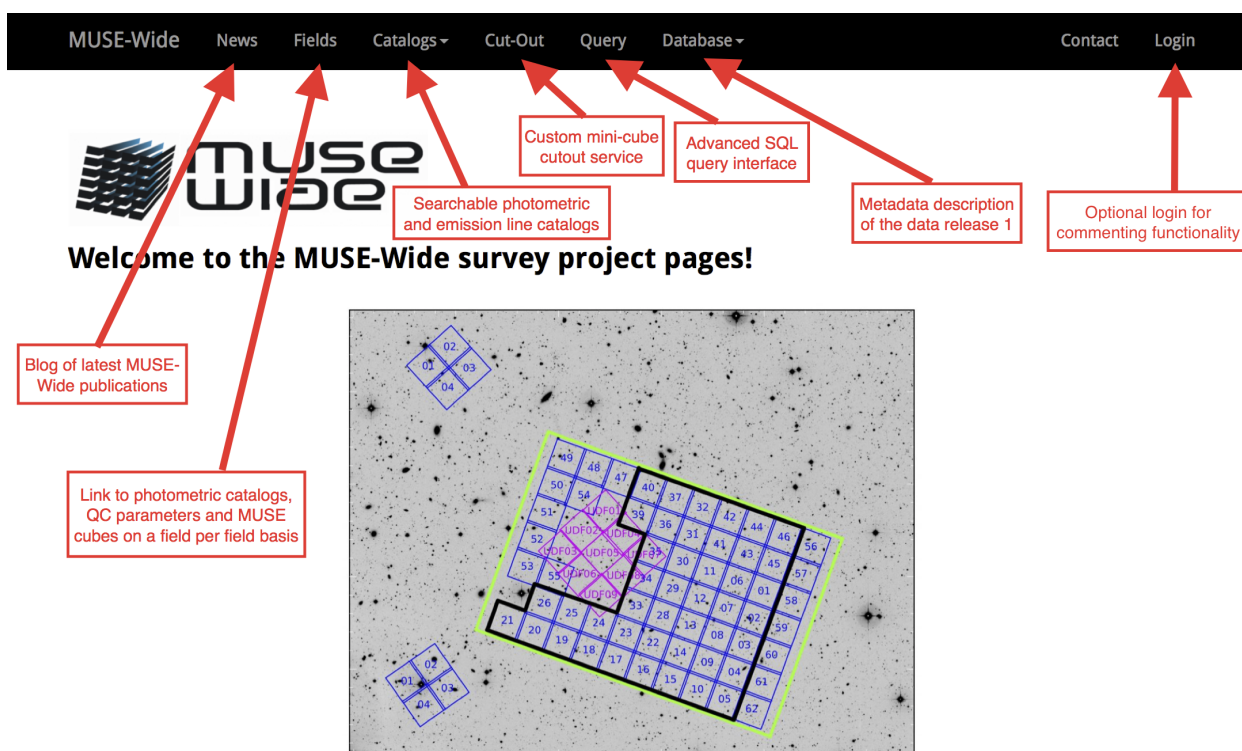 MUSE-Wide News Fields Catalogs Cut-Out Query Database Contact Login
muse
wide
Custom mini-cube
cutout service
Advanced SQL
query interface
Searchable photometric
and emission line catalogs
Metadata description
of the data release 1
Optional login for
commenting functionality
Welcome to the MUSE-Wide survey project pages!
Blog of latest MUSE-
Wide publications
Link to photometric catalogs,
QC parameters and MUSE
cubes on a field per field basis
02
01
03
04
49
48
47
40
37
32
42
44
46
56
50
54
39
36
31
41
43
45
57
51
UDF01
UDF02
UDF04
35
30
11
06
01
58
52
UDF03
UDF05
34
29
12
07
02
59
53
55
UDF06
UDF08
33
28
13
08
03
60
UDF09
26
25
24
23
22
14
09
04
61
21
20
19
18
17
16
15
10
05
62
02
01
03
04